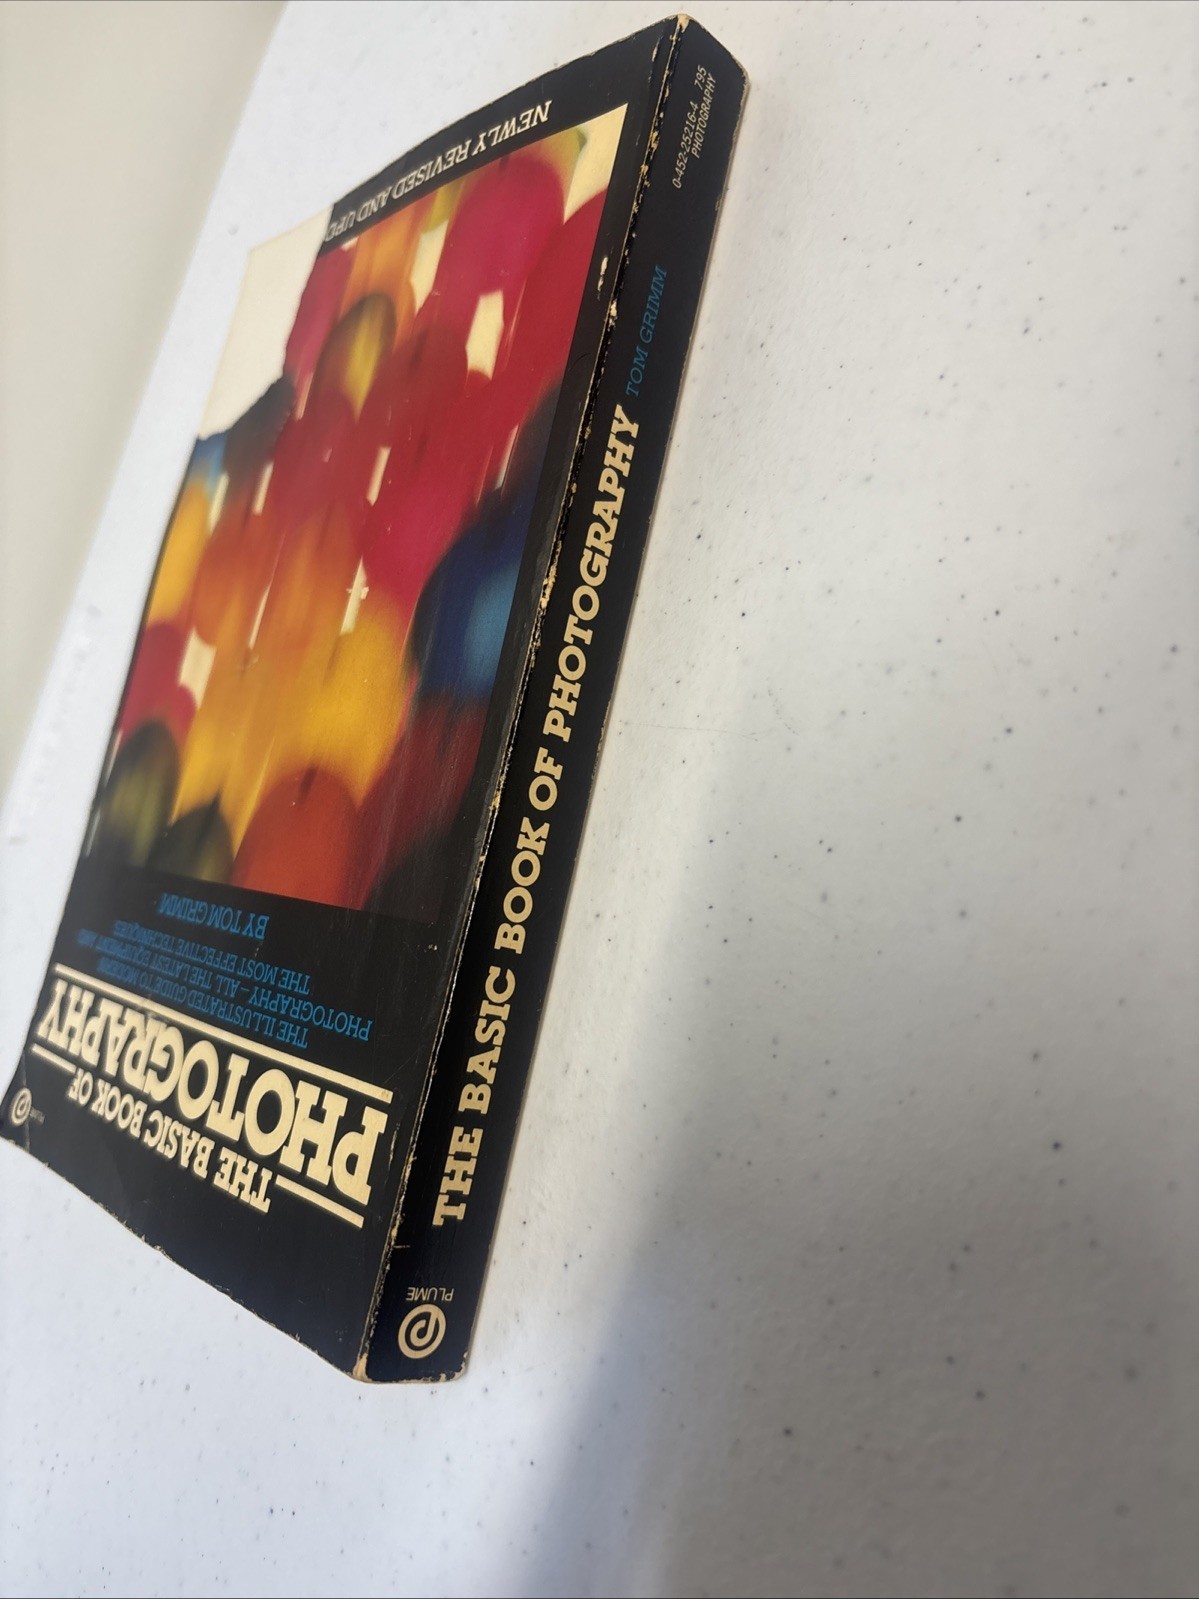 PLUME
THE BASIC BOOK OF
PHOTOGRAPHY
THE ILLUSTRATED GUIDE TO MODERN
PHOTOGRAPHY—ALL THE LATEST EQUIPMENT AND
THE MOST EFFECTIVE TECHNIQUES
BY TOM GRIMM
NEWLY REVISED AND UPD
PLUME
THE BASIC BOOK OF PHOTOGRAPHY TOM GRIMM
0-452-25216-4 795
PHOTOGRAPHY